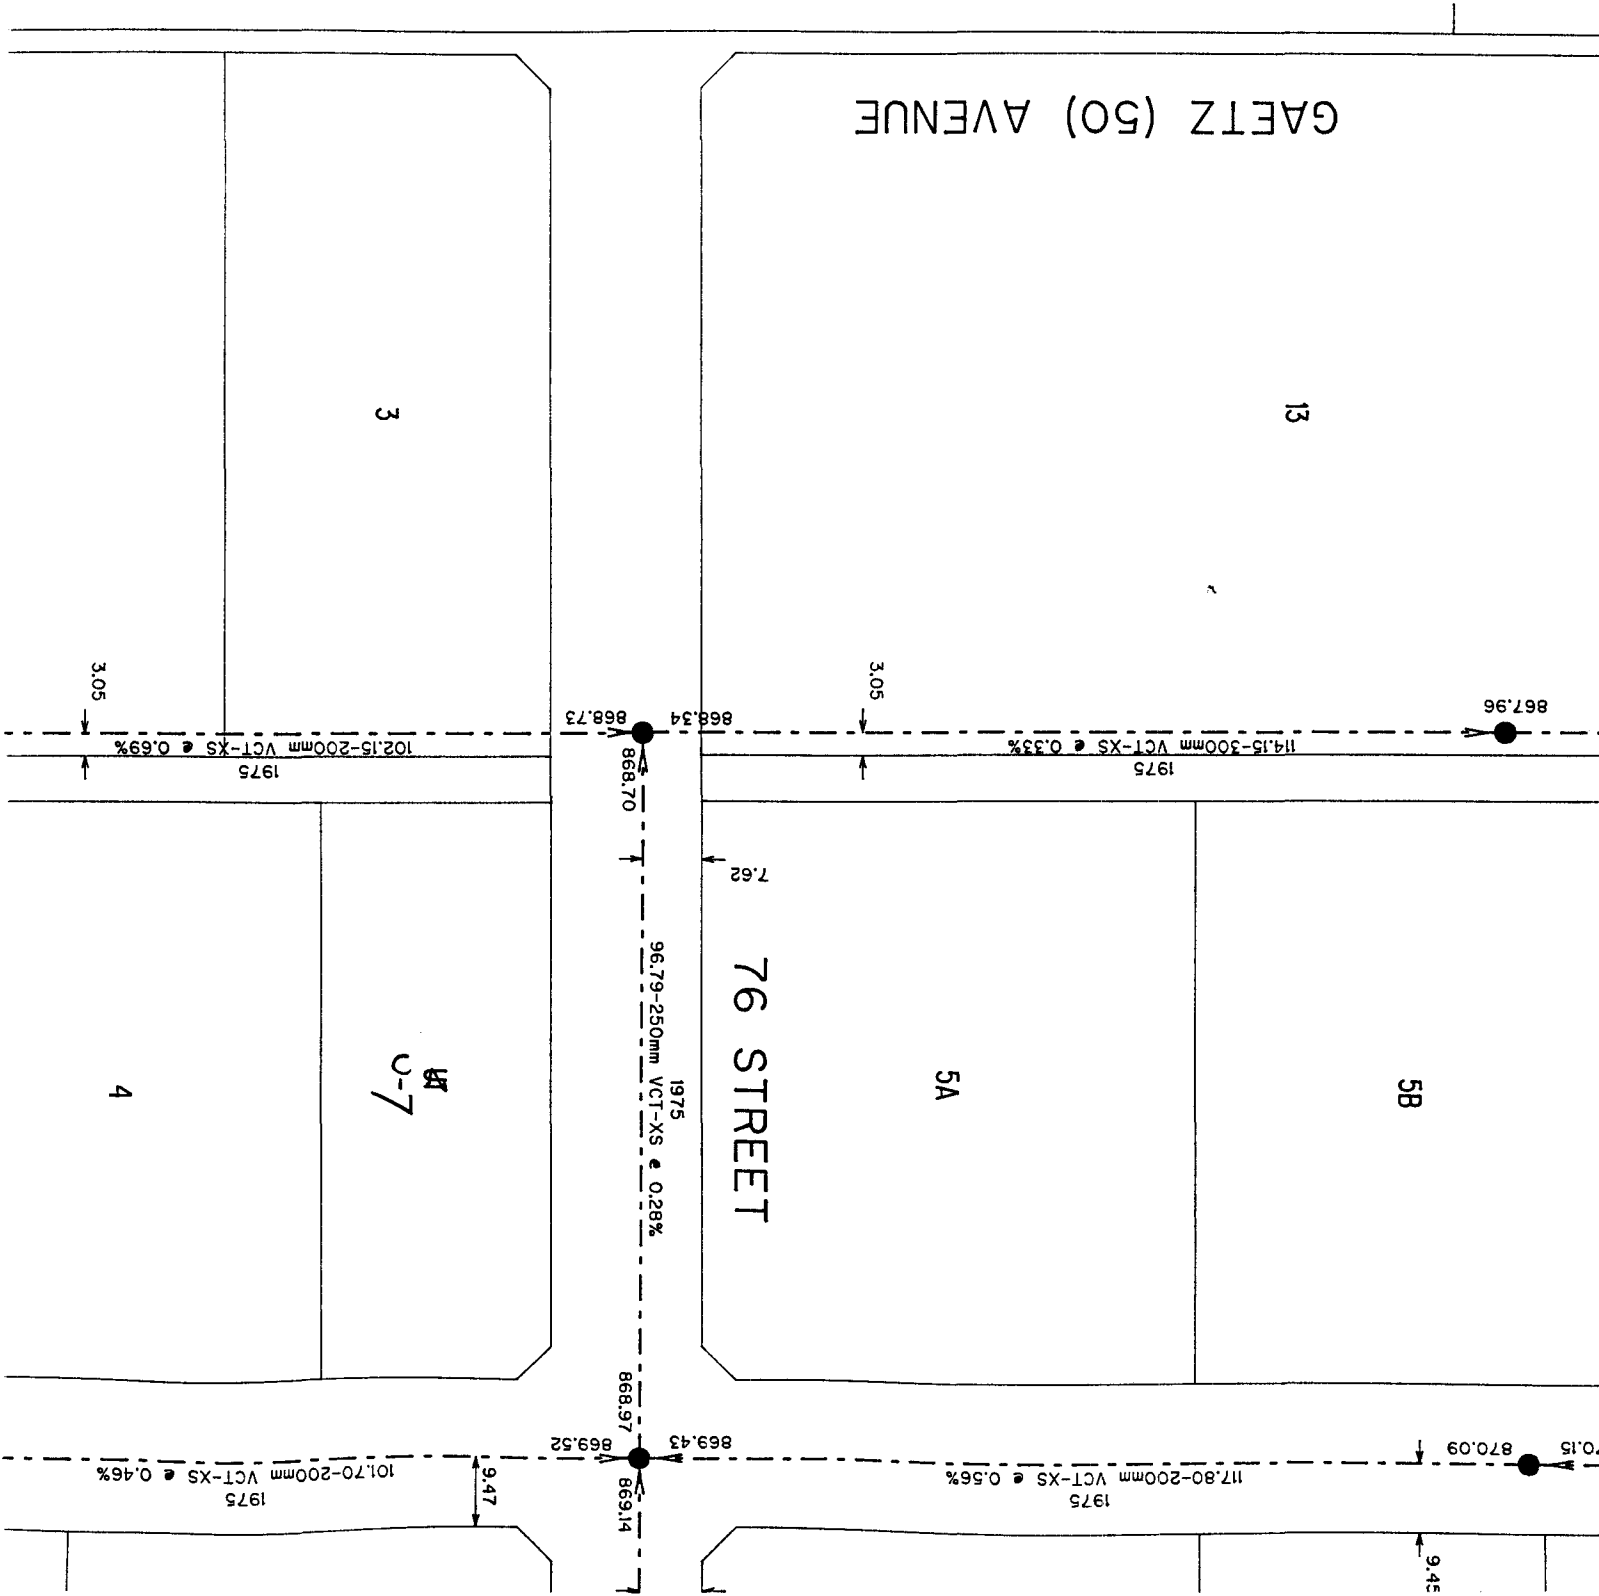 GAETZ (50) AVENUE
3
13
3.05
3.05
867.96
868.73
868.34
102.15-200mm VCT-XS @ 0.69%
1975
114.15-300mm VCT-XS @ 0.33%
1975
868.70
7.62
76 STREET
96.79-250mm VCT-XS @ 0.28%
1975
4
C-7
5A
5B
868.97
869.52
869.43
870.09
101.70-200mm VCT-XS @ 0.46%
1975
9.47
869.14
117.80-200mm VCT-XS @ 0.56%
1975